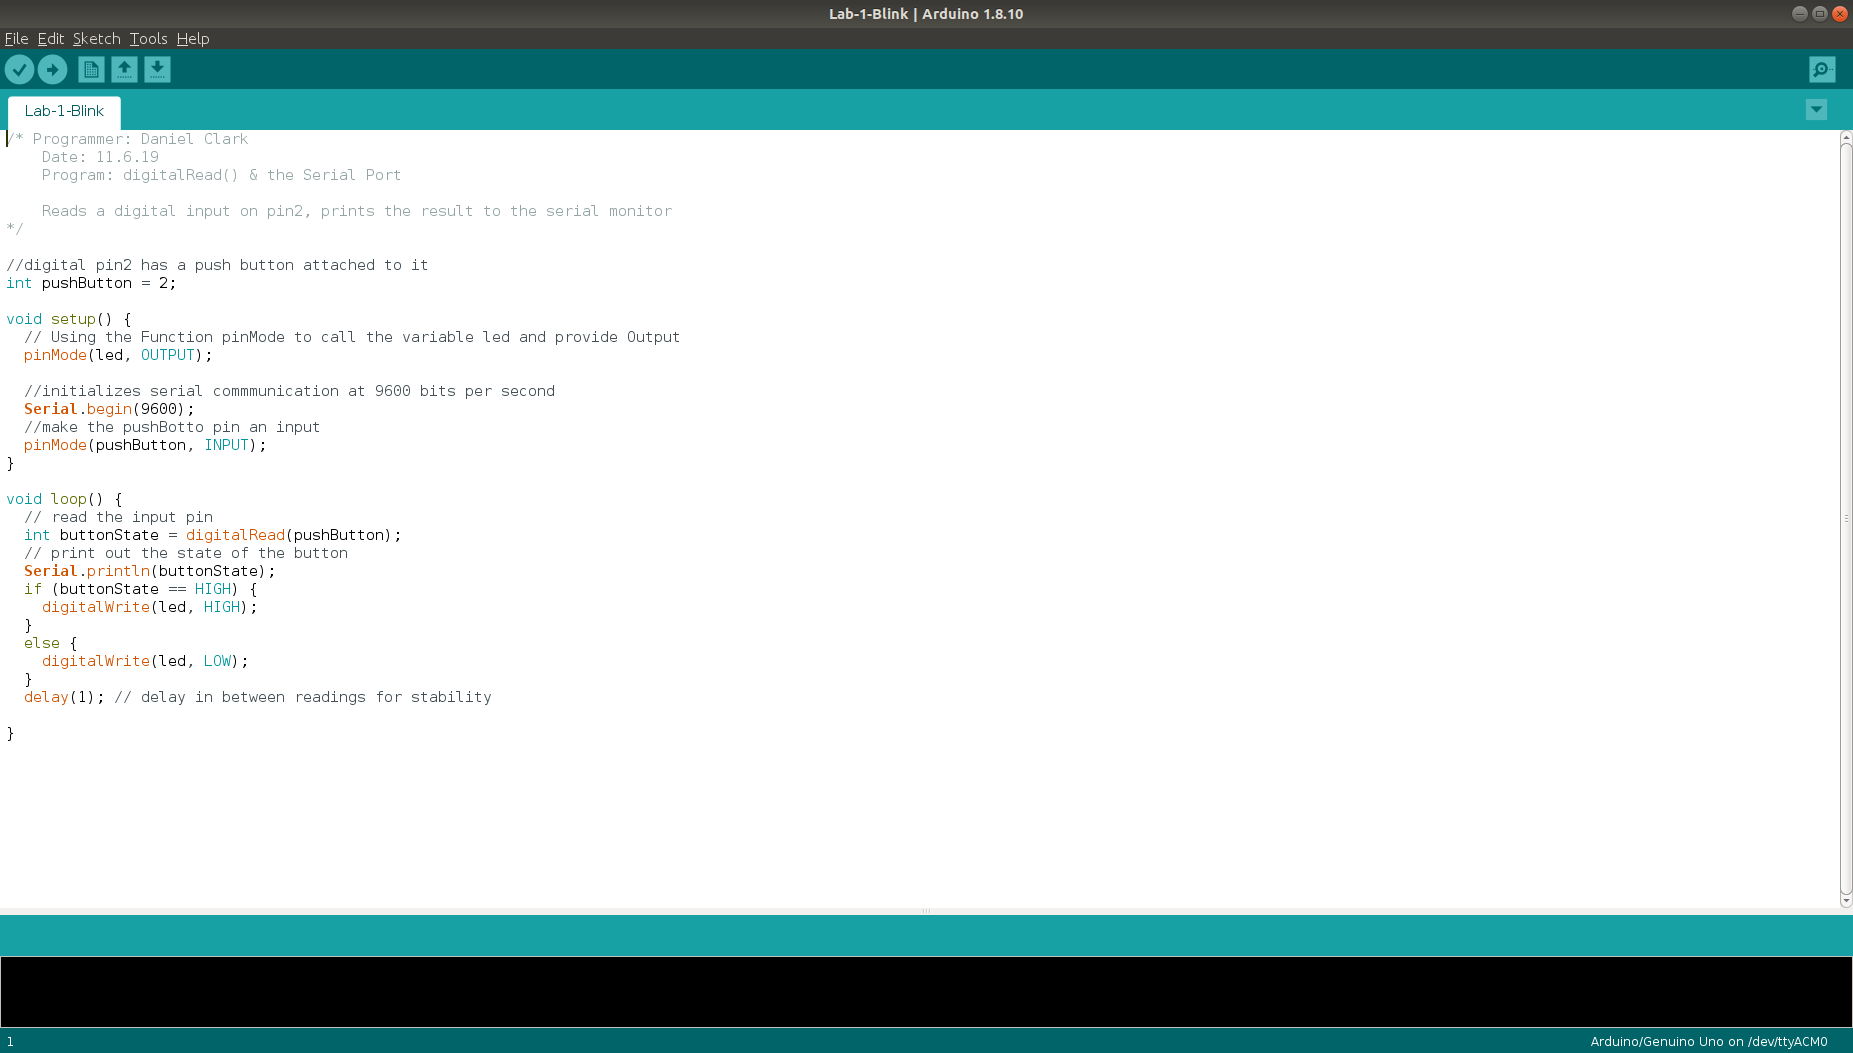 Lab-1-Blink | Arduino 1.8.10
File Edit Sketch Tools Help
Lab-1-Blink
/* Programmer: Daniel Clark
    Date: 11.6.19
    Program: digitalRead() & the Serial Port
    Reads a digital input on pin2, prints the result to the serial monitor
*/
//digital pin2 has a push button attached to it
int pushButton = 2;
void setup() {
  // Using the Function pinMode to call the variable led and provide Output
  pinMode(led, OUTPUT);
  //initializes serial commmunication at 9600 bits per second
  Serial.begin(9600);
  //make the pushBotto pin an input
  pinMode(pushButton, INPUT);
}
void loop() {
  // read the input pin
  int buttonState = digitalRead(pushButton);
  // print out the state of the button
  Serial.println(buttonState);
  if (buttonState == HIGH) {
    digitalWrite(led, HIGH);
  }
  else {
    digitalWrite(led, LOW);
  }
  delay(1); // delay in between readings for stability
}
1 Arduino/Genuino Uno on /dev/ttyACM0